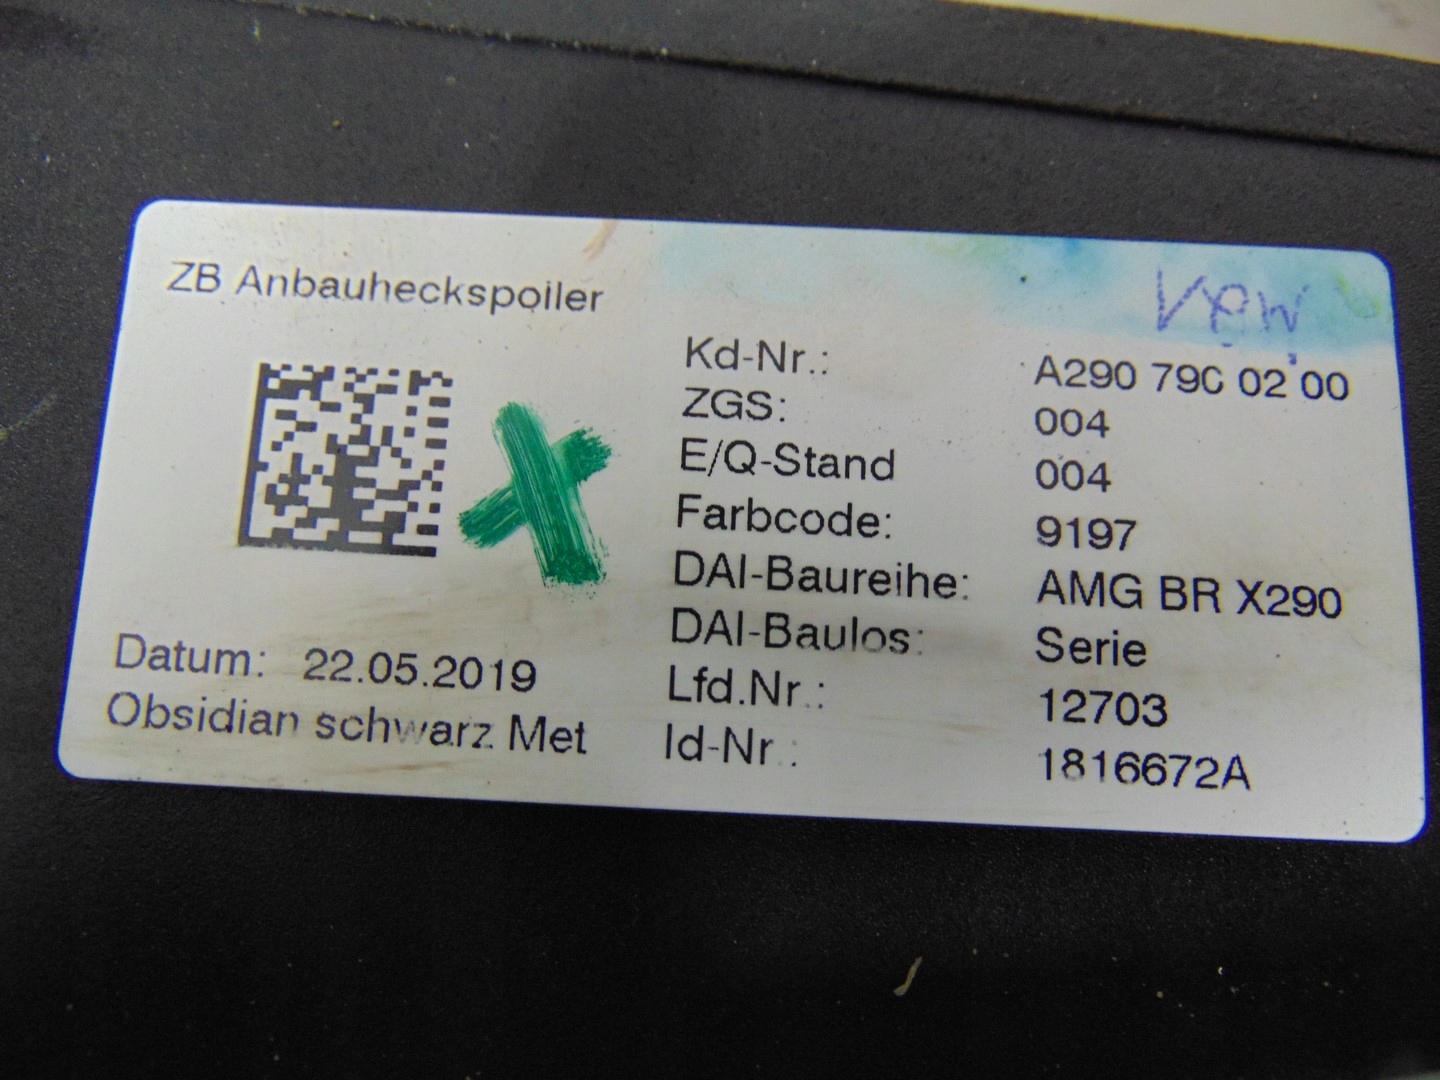 ZB Anbauheckspoiler
Kd-Nr.: A290 790 02 00
ZGS: 004
E/Q-Stand 004
Farbcode: 9197
DAI-Baureihe: AMG BR X290
DAI-Baulos: Serie
Lfd.Nr.: 12703
Id-Nr.: 1816672A
Datum: 22.05.2019
Obsidian schwarz Met